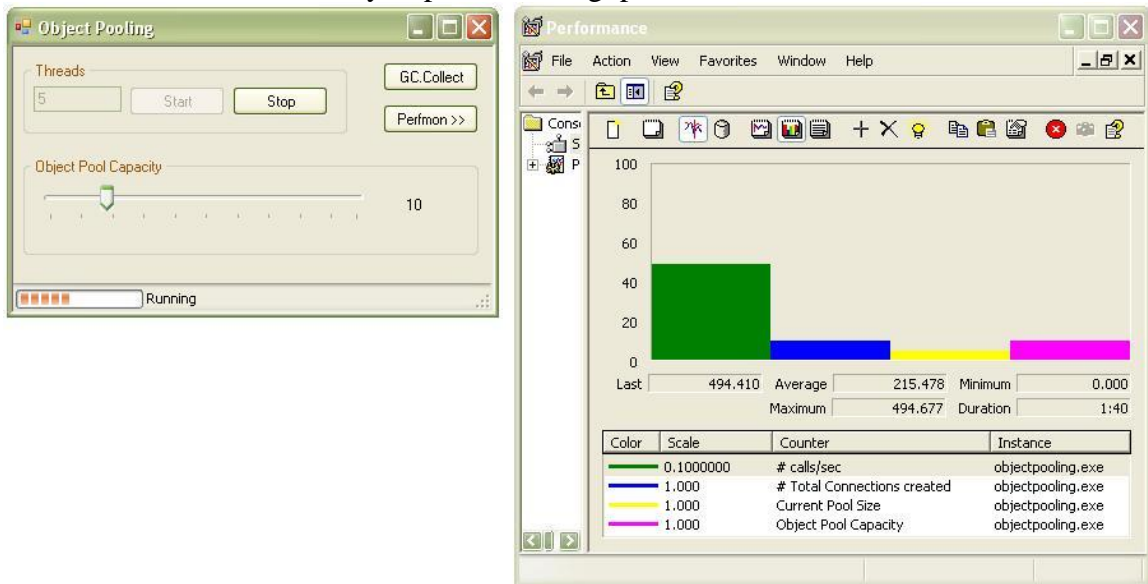 Object Pooling
Threads
5 Start Stop
GC.Collect
Perfmon >>
Object Pool Capacity
10
Running
Performance
File Action View Favorites Window Help
Cons
S
P
100
80
60
40
20
0
Last 494.410 Average 215.478 Minimum 0.000
Maximum 494.677 Duration 1:40
Color Scale Counter Instance
0.1000000 # calls/sec objectpooling.exe
1.000 # Total Connections created objectpooling.exe
1.000 Current Pool Size objectpooling.exe
1.000 Object Pool Capacity objectpooling.exe